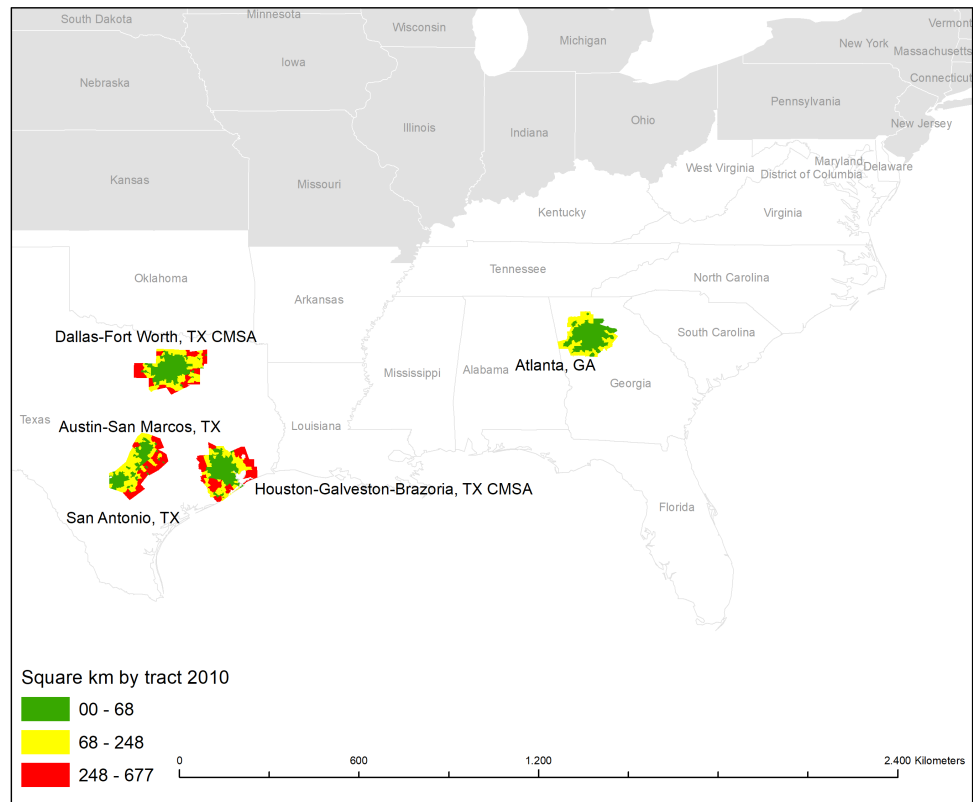 South Dakota
Minnesota
Wisconsin
Michigan
Vermont
New York
Massachusetts
Connecticut
Iowa
Nebraska
Pennsylvania
Illinois
Indiana
Ohio
New Jersey
Kansas
Missouri
West Virginia
Maryland
Delaware
District of Columbia
Kentucky
Virginia
Oklahoma
Tennessee
North Carolina
Arkansas
South Carolina
Dallas-Fort Worth, TX CMSA
Atlanta, GA
Mississippi
Alabama
Georgia
Texas
Austin-San Marcos, TX
Louisiana
Houston-Galveston-Brazoria, TX CMSA
San Antonio, TX
Florida
Square km by tract 2010
00 - 68
68 - 248
248 - 677
0 600 1.200 2.400 Kilometers